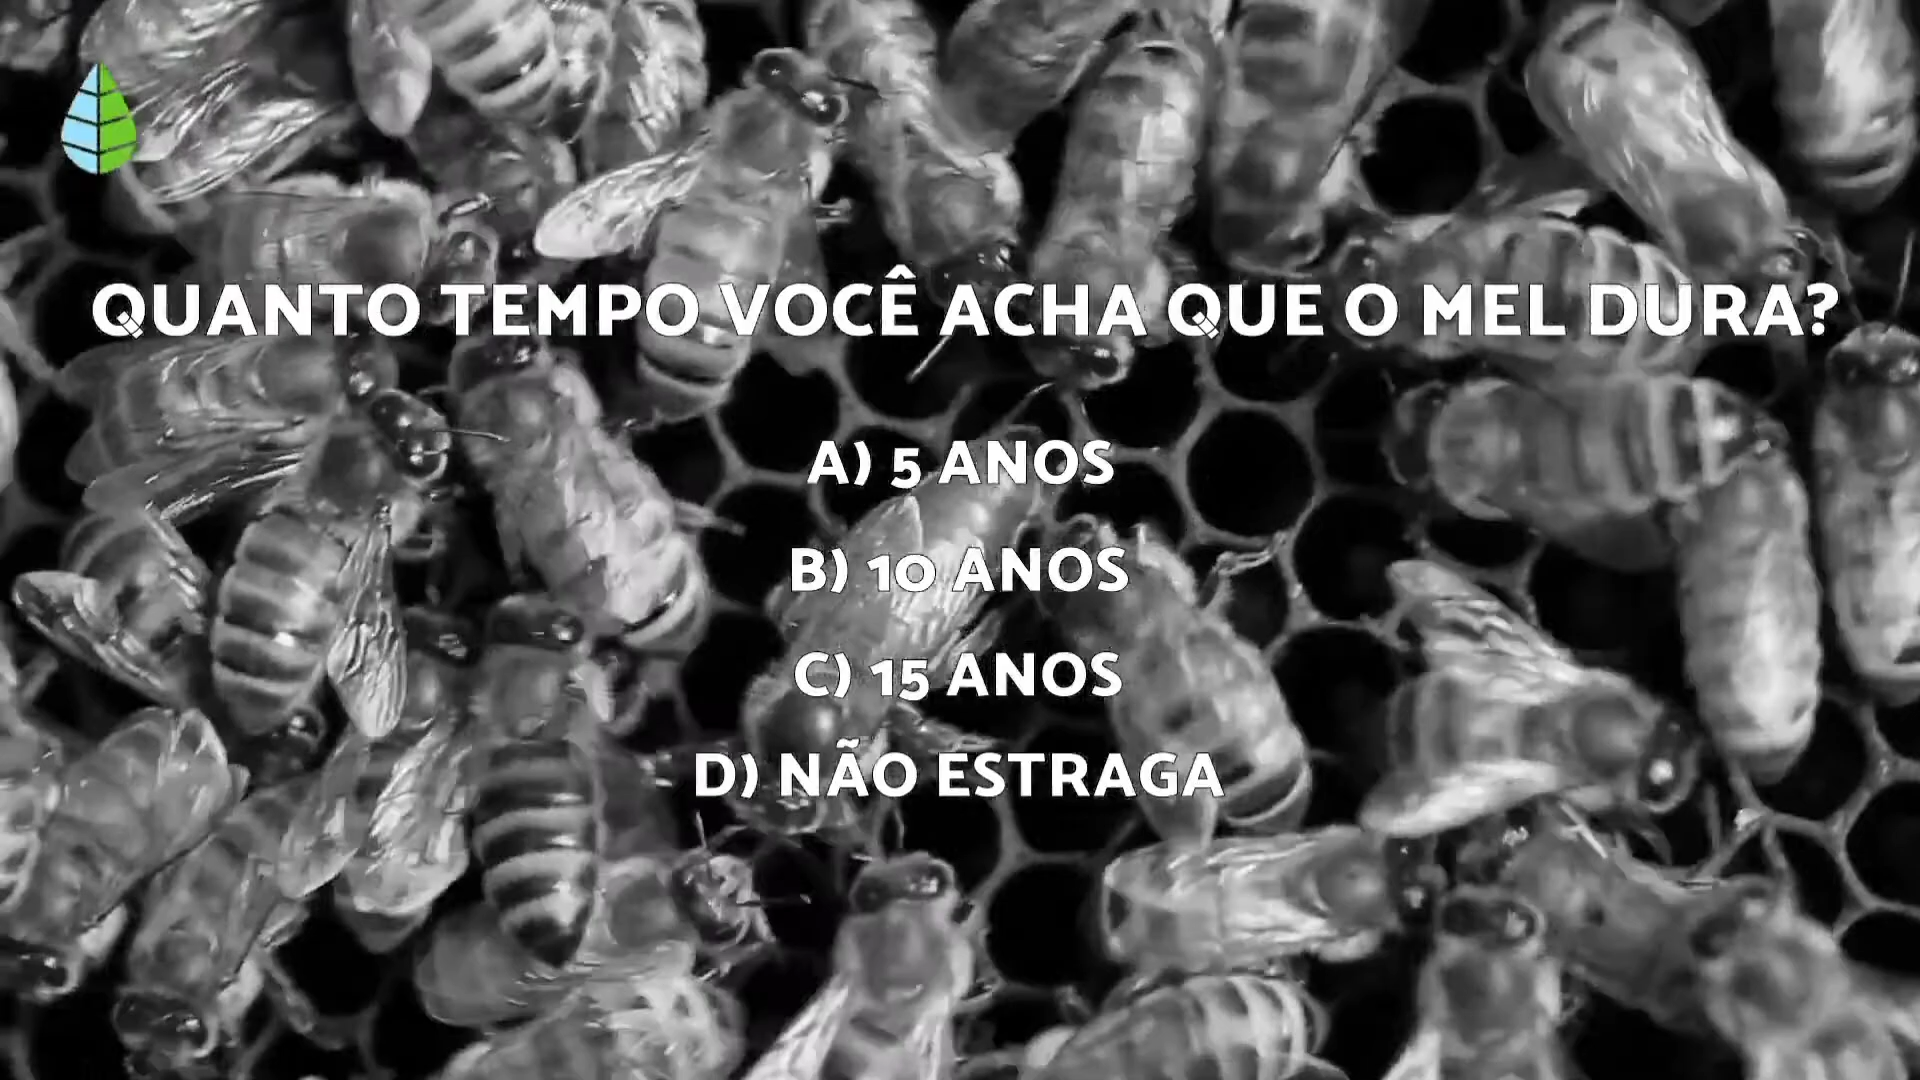 QUANTO TEMPO VOCÊ ACHA QUE O MEL DURA?
A) 5 ANOS
B) 10 ANOS
C) 15 ANOS
D) NÃO ESTRAGA